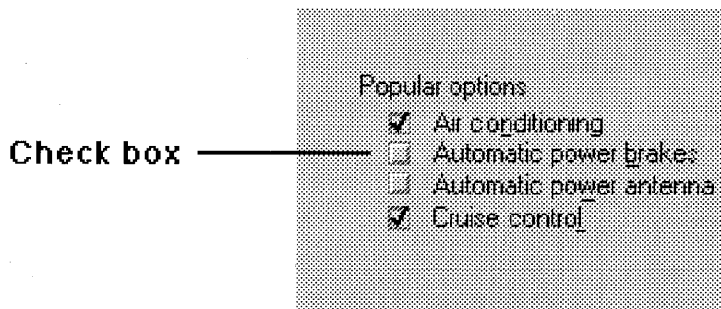 Popular options
Air conditioning
Check box
Automatic power brakes
Automatic power antenna
Cruise control